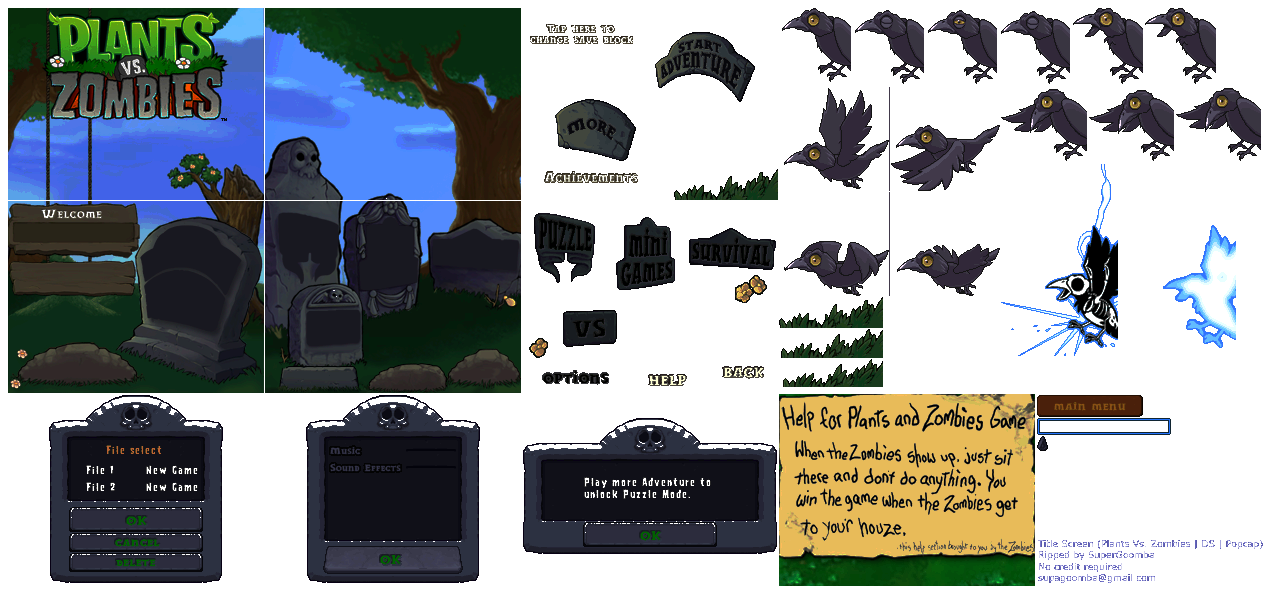 PLANTS
VS.
ZOMBIES
TM
Welcome
Tap here to
change save block
START
ADVENTURE
MORE
Achievements
PUZZLE
mini
GAMES
SURVIVAL
VS
OPTIONS
HELP
BACK
File select
File 1 New Game
File 2 New Game
OK
CANCEL
DELETE
Music
Sound Effects
OK
Play more Adventure to
unlock Puzzle Mode.
OK
Help for Plants and Zombies Game
When the Zombies show up, just sit
there and don't do anything. You
win the game when the Zombies get
to your houze.
-this help section brought to you by the Zombies
MAIN MENU
Title Screen (Plants Vs. Zombies | DS | Popcap)
Ripped by SuperGoomba
No credit required
supagoomba@gmail.com